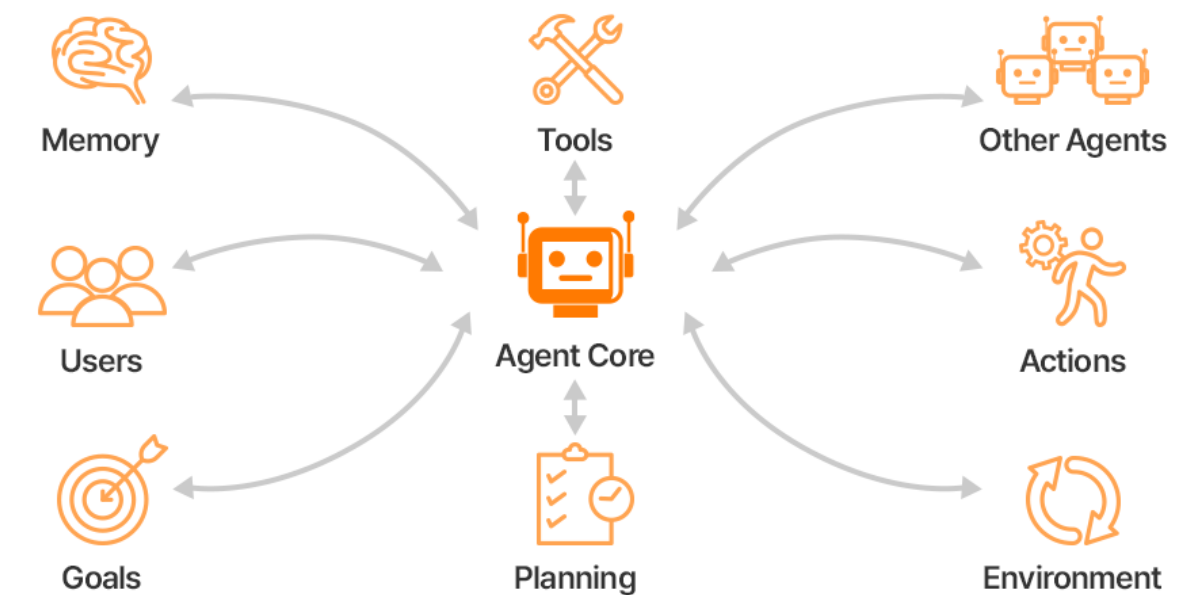 Memory
Tools
Other Agents
Users
Agent Core
Actions
Goals
Planning
Environment